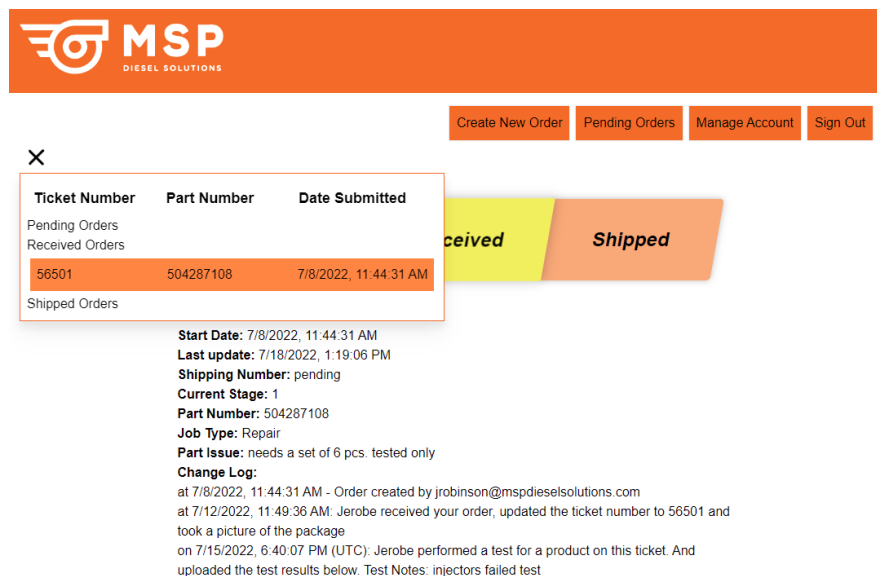 MSP
DIESEL SOLUTIONS
Create New Order Pending Orders Manage Account Sign Out
Ticket Number Part Number Date Submitted
Pending Orders
Received Orders
56501 504287108 7/8/2022, 11:44:31 AM
Shipped Orders
ceived Shipped
Start Date: 7/8/2022, 11:44:31 AM
Last update: 7/18/2022, 1:19:06 PM
Shipping Number: pending
Current Stage: 1
Part Number: 504287108
Job Type: Repair
Part Issue: needs a set of 6 pcs. tested only
Change Log:
at 7/8/2022, 11:44:31 AM - Order created by jrobinson@mspdieselsolutions.com
at 7/12/2022, 11:49:36 AM: Jerobe received your order, updated the ticket number to 56501 and
took a picture of the package
on 7/15/2022, 6:40:07 PM (UTC): Jerobe performed a test for a product on this ticket. And
uploaded the test results below. Test Notes: injectors failed test